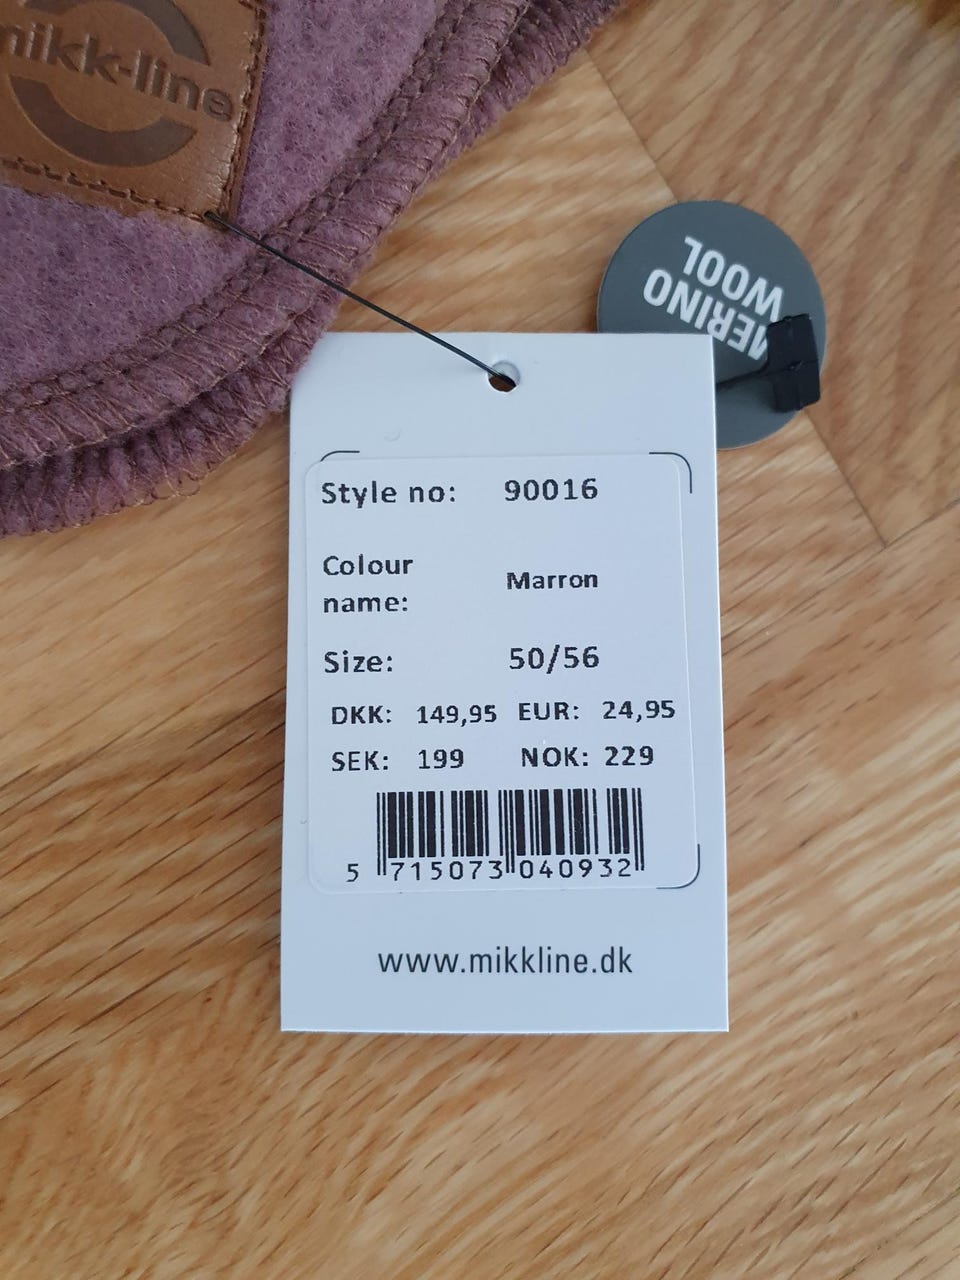 mikk-line
MERINO
WOOL
Style no: 90016
Colour
name: Marron
Size: 50/56
DKK: 149,95 EUR: 24,95
SEK: 199 NOK: 229
5 715073 040932
www.mikkline.dk